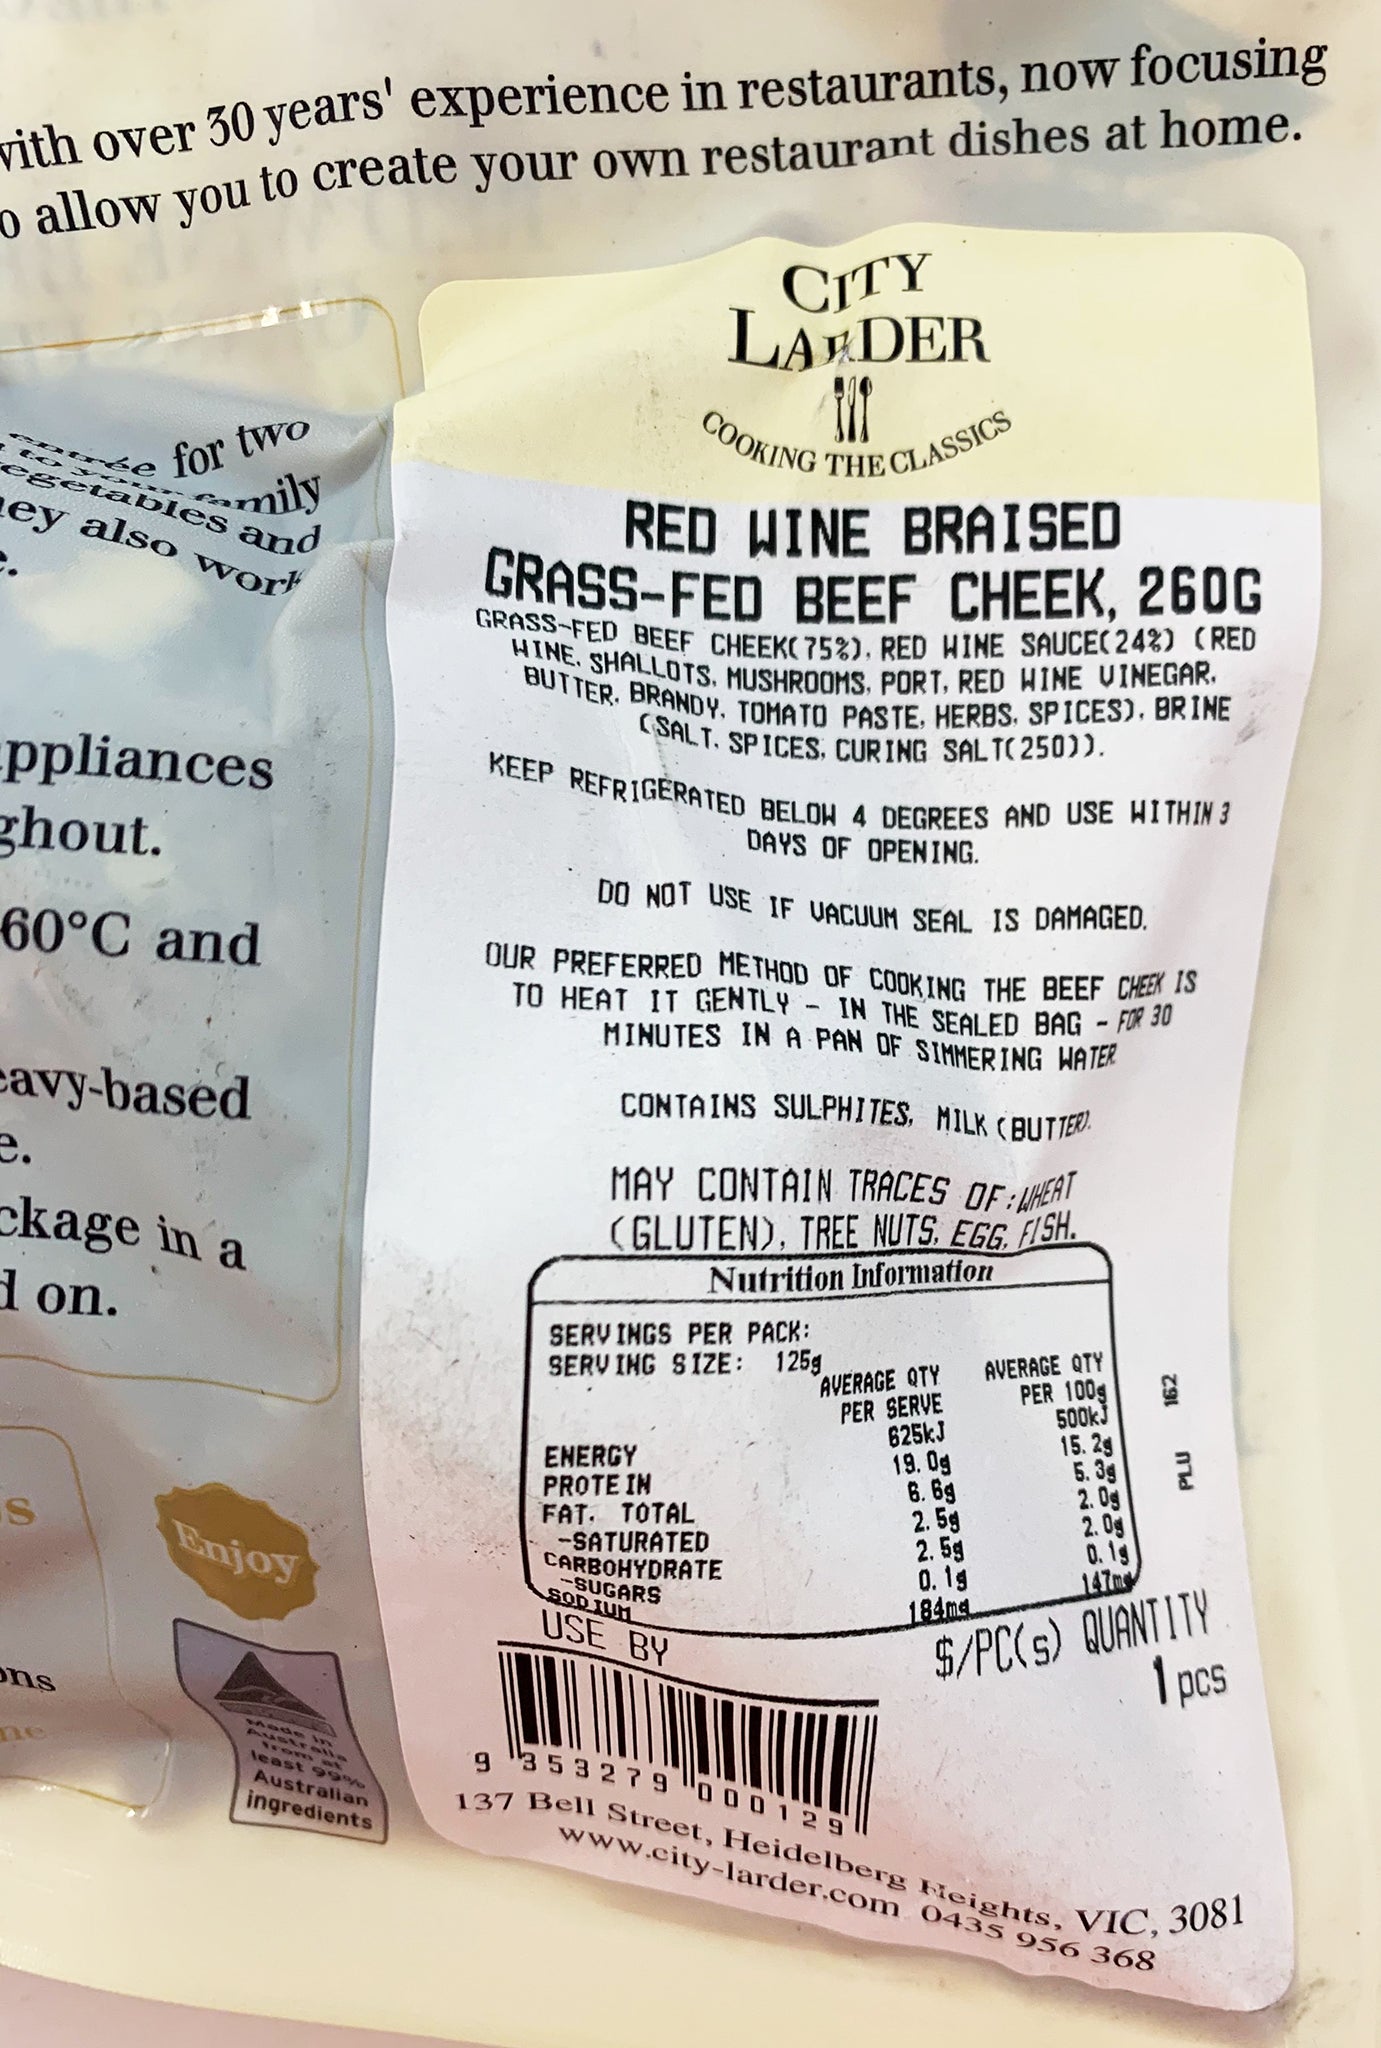 with over 30 years' experience in restaurants, now focusing
to allow you to create your own restaurant dishes at home.
entrée for two
to your family
vegetables and
They also work
ppliances
ghout.
60°C and
eavy-based
e.
ckage in a
d on.
s
Enjoy
ons
ne
Made in
Australia
from at
least 99%
Australian
ingredients
CITY
LARDER
COOKING THE CLASSICS
RED WINE BRAISED
GRASS-FED BEEF CHEEK, 260G
GRASS-FED BEEF CHEEK(75%), RED WINE SAUCE(24%) (RED
WINE, SHALLOTS, MUSHROOMS, PORT, RED WINE VINEGAR,
BUTTER, BRANDY, TOMATO PASTE, HERBS, SPICES), BRINE
(SALT, SPICES, CURING SALT(250)).
KEEP REFRIGERATED BELOW 4 DEGREES AND USE WITHIN 3
DAYS OF OPENING.
DO NOT USE IF VACUUM SEAL IS DAMAGED.
OUR PREFERRED METHOD OF COOKING THE BEEF CHEEK IS
TO HEAT IT GENTLY - IN THE SEALED BAG - FOR 30
MINUTES IN A PAN OF SIMMERING WATER
CONTAINS SULPHITES, MILK (BUTTER).
MAY CONTAIN TRACES OF: WHEAT
(GLUTEN), TREE NUTS, EGG, FISH.
Nutrition Information
SERVINGS PER PACK:
SERVING SIZE: 125g
AVERAGE QTY AVERAGE QTY
PER SERVE PER 100g
ENERGY 625kJ 500kJ
PROTEIN 19.0g 15.2g
FAT, TOTAL 6.6g 5.3g
-SATURATED 2.5g 2.0g
CARBOHYDRATE 2.5g 2.0g
-SUGARS 0.1g 0.1g
SODIUM 184mg 147mg
PLU 162
USE BY
$/PC(s) QUANTITY
1 pcs
9 353279 000129
137 Bell Street, Heidelberg Heights, VIC, 3081
www.city-larder.com 0435 956 368